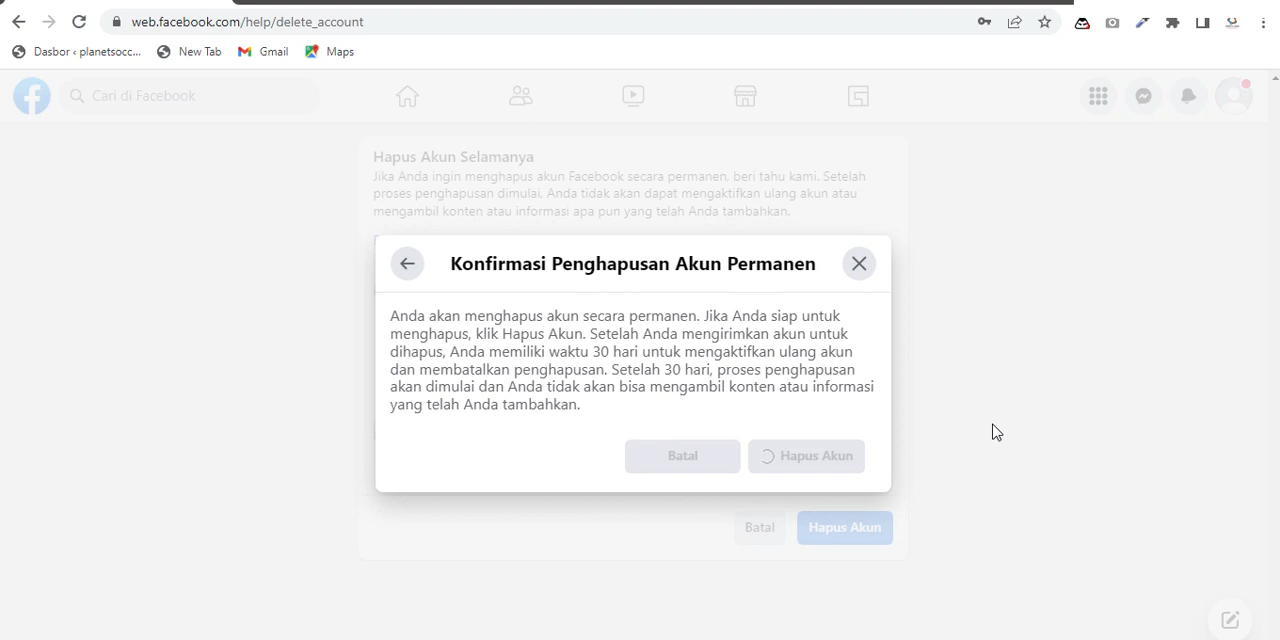 web.facebook.com/help/delete_account
Dasbor ‹ planetsocc...
New Tab
Gmail
Maps
Cari di Facebook
Hapus Akun Selamanya
Jika Anda ingin menghapus akun Facebook secara permanen, beri tahu kami. Setelah
proses penghapusan dimulai, Anda tidak akan dapat mengaktifkan ulang akun atau
mengambil konten atau informasi apa pun yang telah Anda tambahkan.
Konfirmasi Penghapusan Akun Permanen
Anda akan menghapus akun secara permanen. Jika Anda siap untuk
menghapus, klik Hapus Akun. Setelah Anda mengirimkan akun untuk
dihapus, Anda memiliki waktu 30 hari untuk mengaktifkan ulang akun
dan membatalkan penghapusan. Setelah 30 hari, proses penghapusan
akan dimulai dan Anda tidak akan bisa mengambil konten atau informasi
yang telah Anda tambahkan.
Batal
Hapus Akun
Batal
Hapus Akun